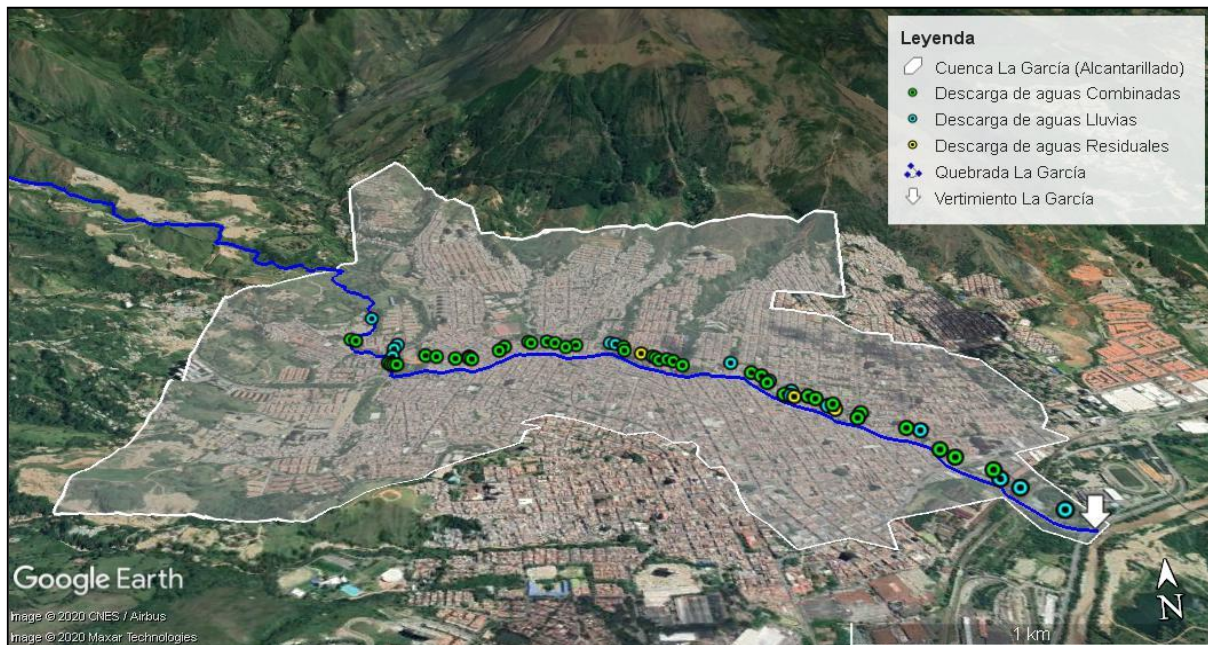 Leyenda
Cuenca La García (Alcantarillado)
Descarga de aguas Combinadas
Descarga de aguas Lluvias
Descarga de aguas Residuales
Quebrada La García
Vertimiento La García
Google Earth
Image © 2020 CNES / Airbus
Image © 2020 Maxar Technologies
1 km
N